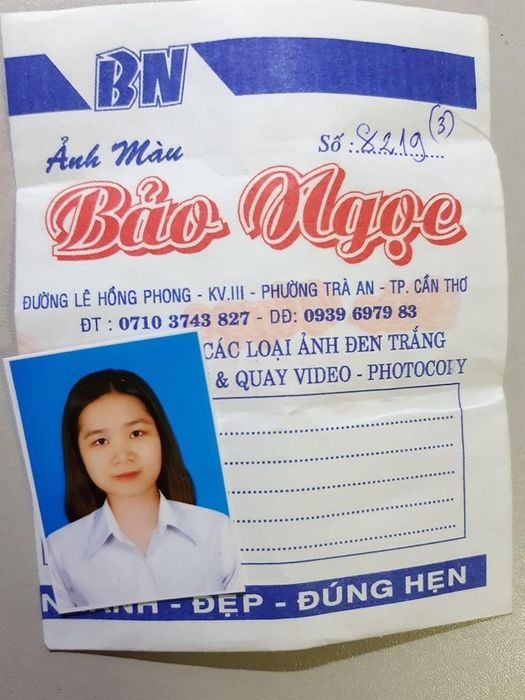 BN
Ảnh Màu
Số : 8219 (3)
Bảo Ngọc
ĐƯỜNG LÊ HỒNG PHONG - KV.III - PHƯỜNG TRÀ AN - TP. CẦN THƠ
ĐT : 0710 3743 827 - DĐ: 0939 6979 83
CÁC LOẠI ẢNH ĐEN TRẮNG
& QUAY VIDEO - PHOTOCOPY
- ĐẸP - ĐÚNG HẸN